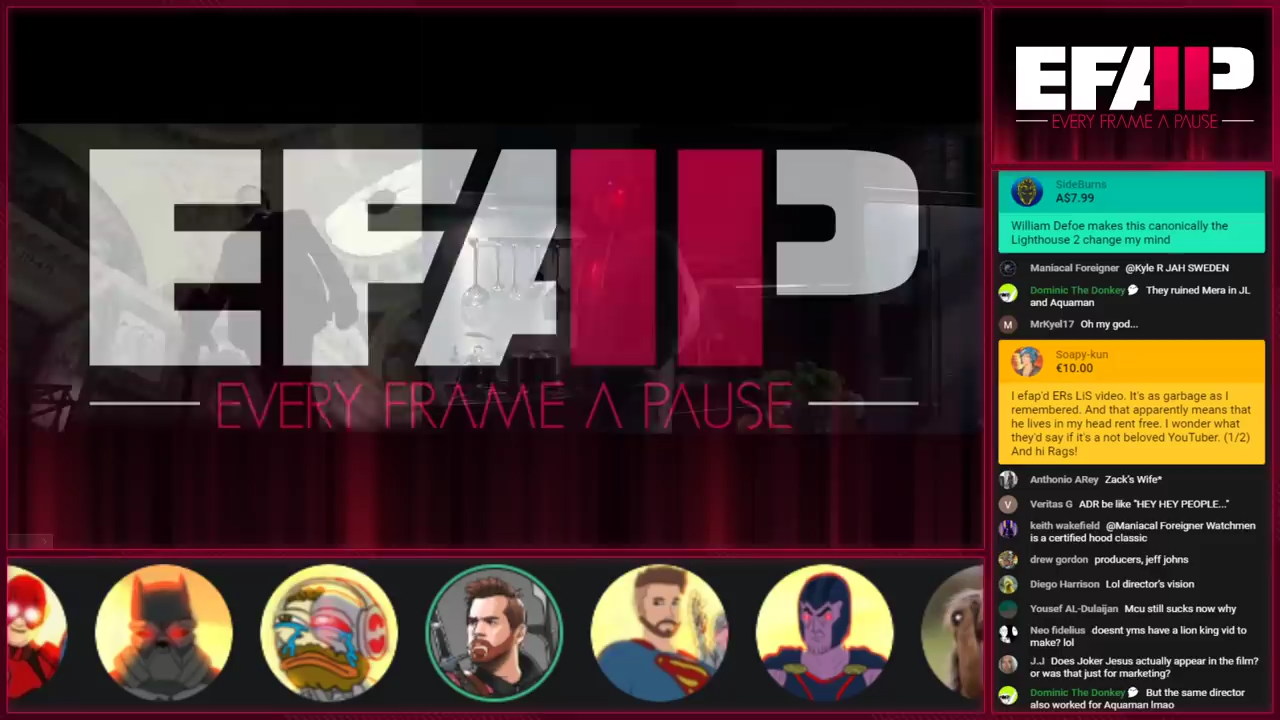 EFAIIP
EVERY FRAME A PAUSE
EFAIIP
EVERY FRAME A PAUSE
SideBurns
A$7.99
William Defoe makes this canonically the
Lighthouse 2 change my mind
Maniacal Foreigner @Kyle R JAH SWEDEN
Dominic The Donkey They ruined Mera in JL
and Aquaman
M MrKyel17 Oh my god...
Soapy-kun
€10.00
I efap'd ERs LiS video. It's as garbage as I
remembered. And that apparently means that
he lives in my head rent free. I wonder what
they'd say if it's a not beloved YouTuber. (1/2)
And hi Rags!
Anthonio ARey Zack's Wife*
V Veritas G ADR be like "HEY HEY PEOPLE..."
keith wakefield @Maniacal Foreigner Watchmen
is a certified hood classic
drew gordon producers, jeff johns
Diego Harrison Lol director's vision
Yousef AL-Dulaijan Mcu still sucks now why
Neo fidelius doesnt yms have a lion king vid to
make? lol
J.J Does Joker Jesus actually appear in the film?
or was that just for marketing?
Dominic The Donkey But the same director
also worked for Aquaman lmao